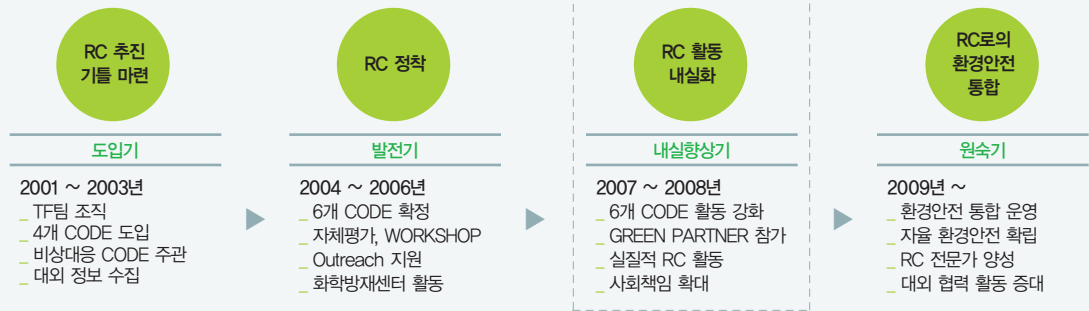 RC 추진
기틀 마련
도입기
2001 ~ 2003년
_ TF팀 조직
_ 4개 CODE 도입
_ 비상대응 CODE 주관
_ 대외 정보 수집
RC 정착
발전기
2004 ~ 2006년
_ 6개 CODE 확정
_ 자체평가, WORKSHOP
_ Outreach 지원
_ 화학방재센터 활동
RC 활동
내실화
내실향상기
2007 ~ 2008년
_ 6개 CODE 활동 강화
_ GREEN PARTNER 참가
_ 실질적 RC 활동
_ 사회책임 확대
RC로의
환경안전
통합
원숙기
2009년 ~
_ 환경안전 통합 운영
_ 자율 환경안전 확립
_ RC 전문가 양성
_ 대외 협력 활동 증대